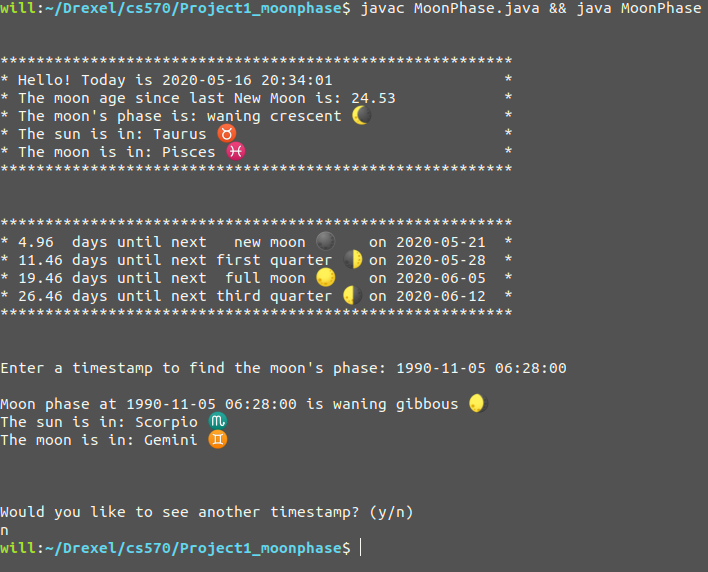 will:~/Drexel/cs570/Project1_moonphase$ javac MoonPhase.java && java MoonPhase
*********************************************************
* Hello! Today is 2020-05-16 20:34:01                   *
* The moon age since last New Moon is: 24.53            *
* The moon's phase is: waning crescent 🌘               *
* The sun is in: Taurus ♉                              *
* The moon is in: Pisces ♓                             *
*********************************************************
*********************************************************
* 4.96  days until next   new moon 🌑    on 2020-05-21  *
* 11.46 days until next first quarter 🌓 on 2020-05-28  *
* 19.46 days until next  full moon 🌕    on 2020-06-05  *
* 26.46 days until next third quarter 🌗 on 2020-06-12  *
*********************************************************
Enter a timestamp to find the moon's phase: 1990-11-05 06:28:00
Moon phase at 1990-11-05 06:28:00 is waning gibbous 🌖
The sun is in: Scorpio ♏
The moon is in: Gemini ♊
Would you like to see another timestamp? (y/n)
n
will:~/Drexel/cs570/Project1_moonphase$